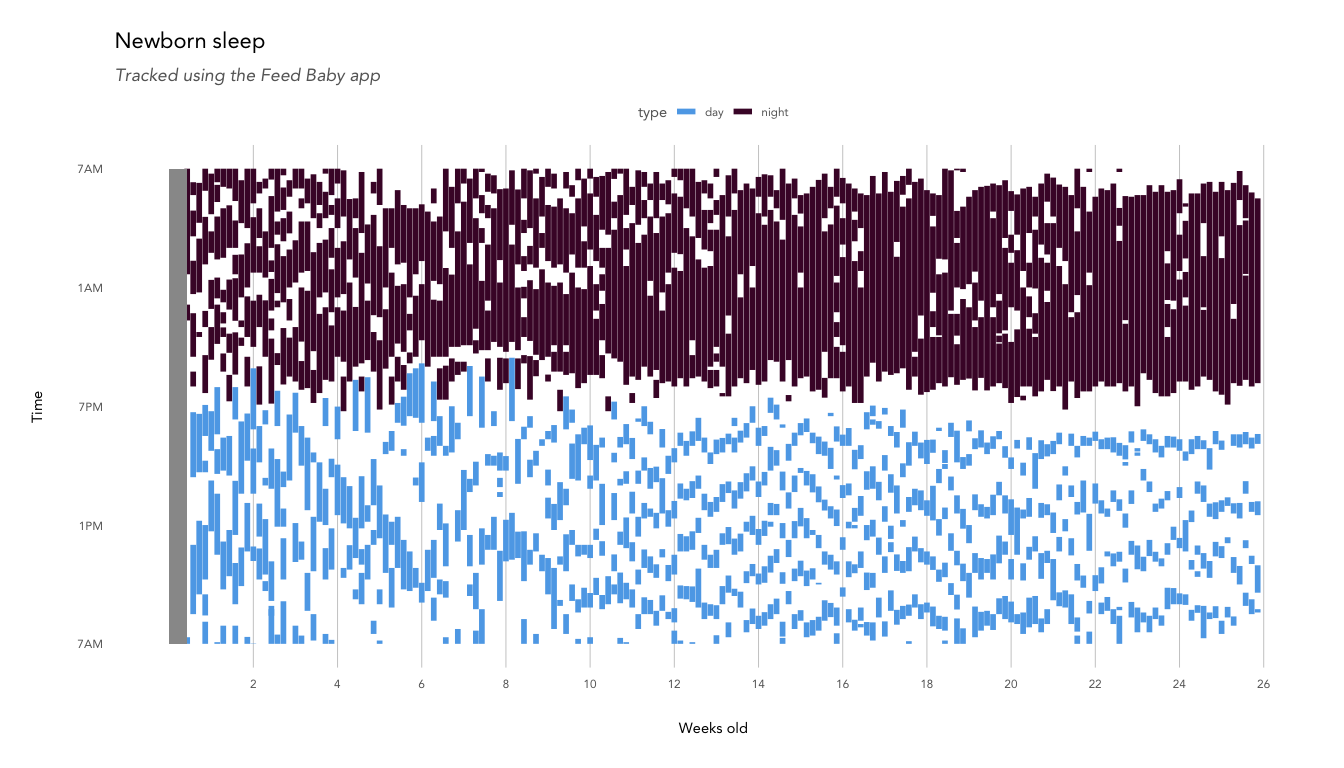 Newborn sleep
Tracked using the Feed Baby app
type day night
7AM
1AM
7PM
1PM
7AM
Time
2 4 6 8 10 12 14 16 18 20 22 24 26
Weeks old